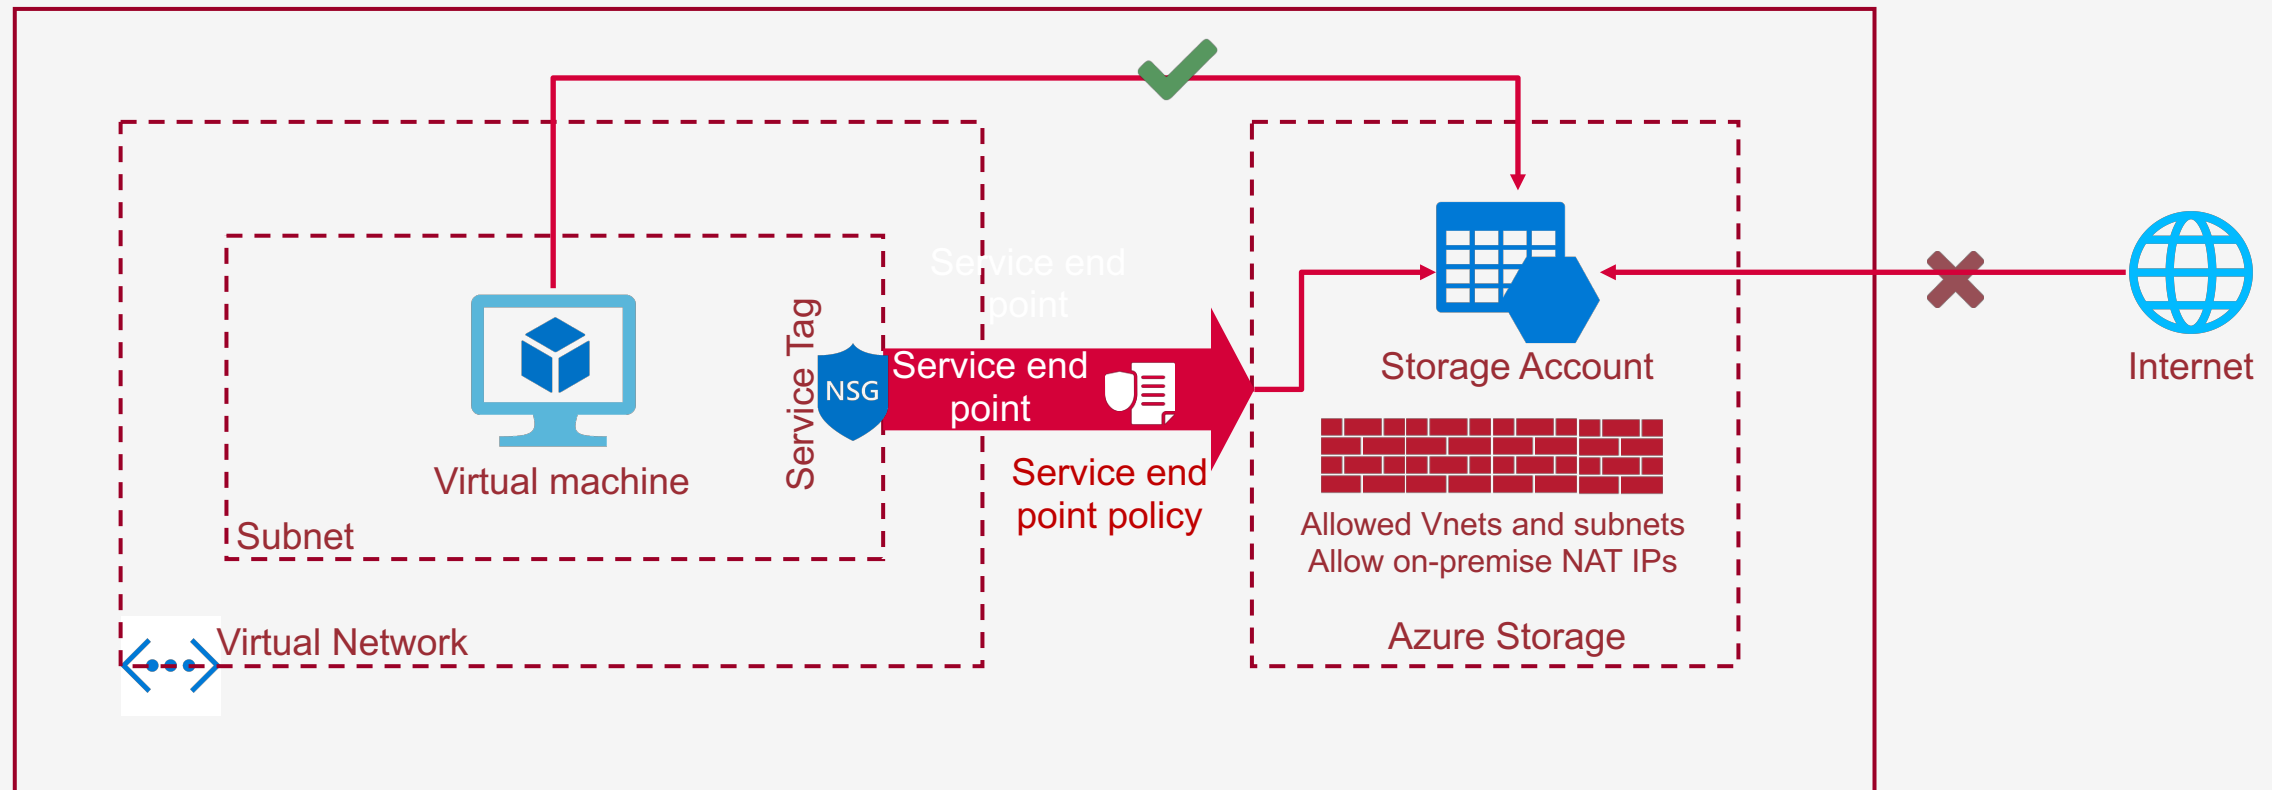 Service end
point
Service Tag
NSG
Service end
point
Storage Account
Internet
Virtual machine
Service end
point policy
Subnet
Allowed Vnets and subnets
Allow on-premise NAT IPs
Virtual Network
Azure Storage